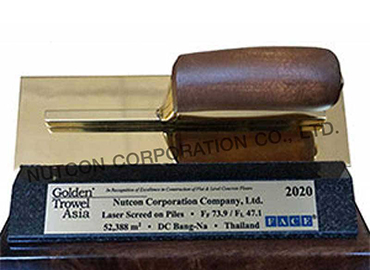 NUTCON CORPORATION CO., LTD.
Golden Trowel Asia
In Recognition of Excellence in Construction of Flat & Level Concrete Floors
2020
Nutcon Corporation Company, Ltd.
Laser Screed on Piles • FF 73.9 / FL 47.1
52,388 m² • DC Bang-Na • Thailand
FACE